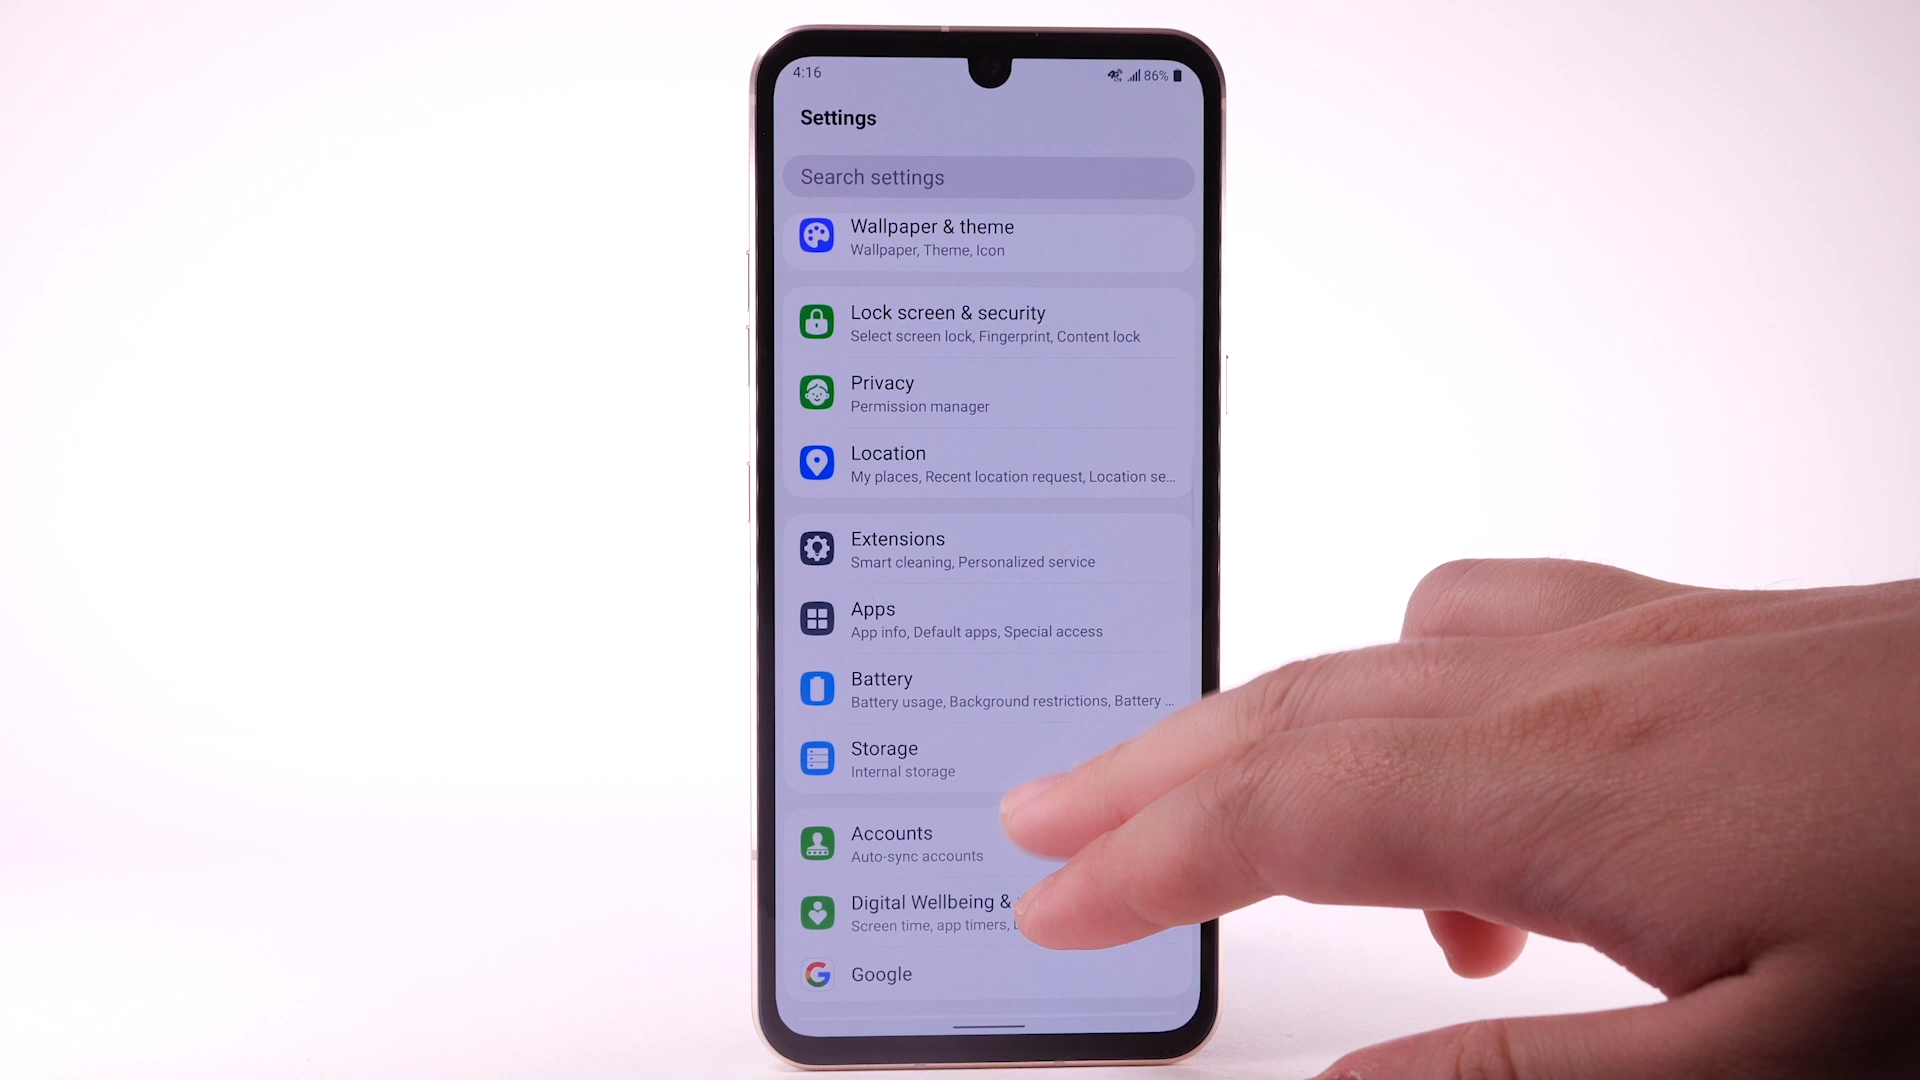 4:16
86%
Settings
Search settings
Wallpaper & theme
Wallpaper, Theme, Icon
Lock screen & security
Select screen lock, Fingerprint, Content lock
Privacy
Permission manager
Location
My places, Recent location request, Location se...
Extensions
Smart cleaning, Personalized service
Apps
App info, Default apps, Special access
Battery
Battery usage, Background restrictions, Battery ...
Storage
Internal storage
Accounts
Auto-sync accounts
Digital Wellbeing &
Screen time, app timers,
Google